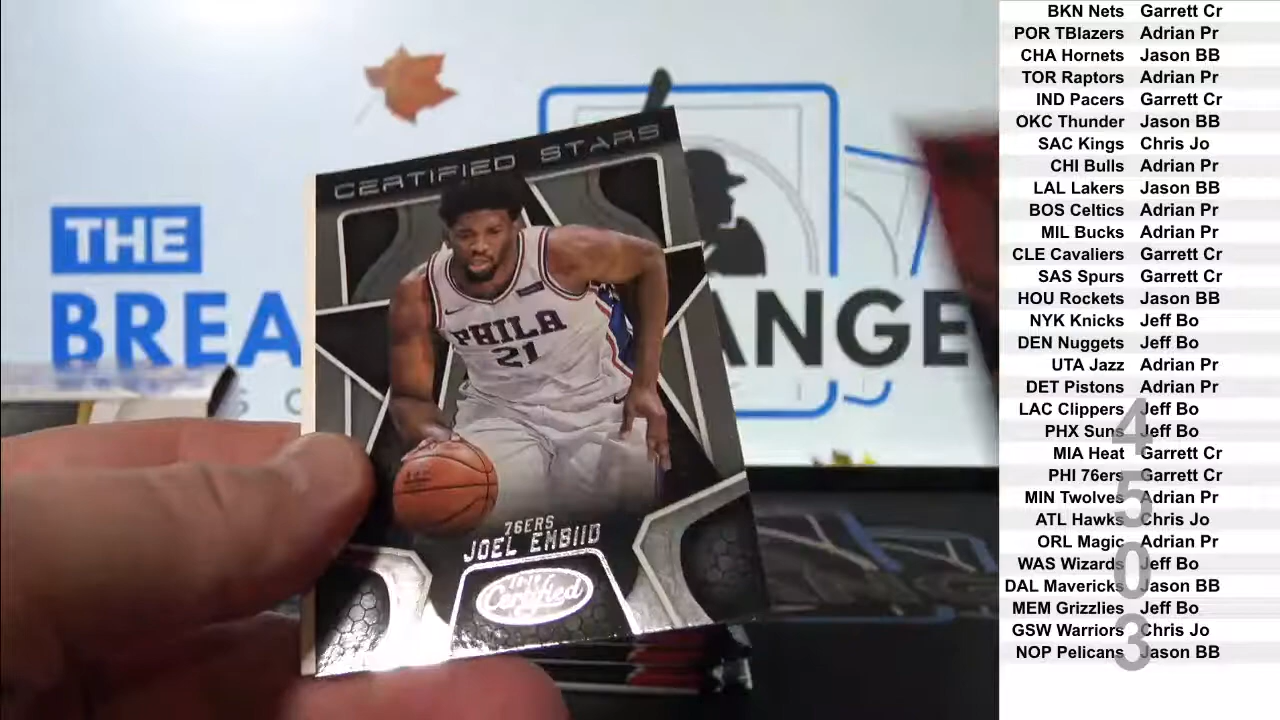 THE
BREA
ANGE
CERTIFIED STARS
PHILA
21
76ERS
JOEL EMBIID
Certified
BKN Nets Garrett Cr
POR TBlazers Adrian Pr
CHA Hornets Jason BB
TOR Raptors Adrian Pr
IND Pacers Garrett Cr
OKC Thunder Jason BB
SAC Kings Chris Jo
CHI Bulls Adrian Pr
LAL Lakers Jason BB
BOS Celtics Adrian Pr
MIL Bucks Adrian Pr
CLE Cavaliers Garrett Cr
SAS Spurs Garrett Cr
HOU Rockets Jason BB
NYK Knicks Jeff Bo
DEN Nuggets Jeff Bo
UTA Jazz Adrian Pr
DET Pistons Adrian Pr
LAC Clippers Jeff Bo
PHX Suns Jeff Bo
MIA Heat Garrett Cr
PHI 76ers Garrett Cr
MIN Twolves Adrian Pr
ATL Hawks Chris Jo
ORL Magic Adrian Pr
WAS Wizards Jeff Bo
DAL Mavericks Jason BB
MEM Grizzlies Jeff Bo
GSW Warriors Chris Jo
NOP Pelicans Jason BB
4
5
0
3